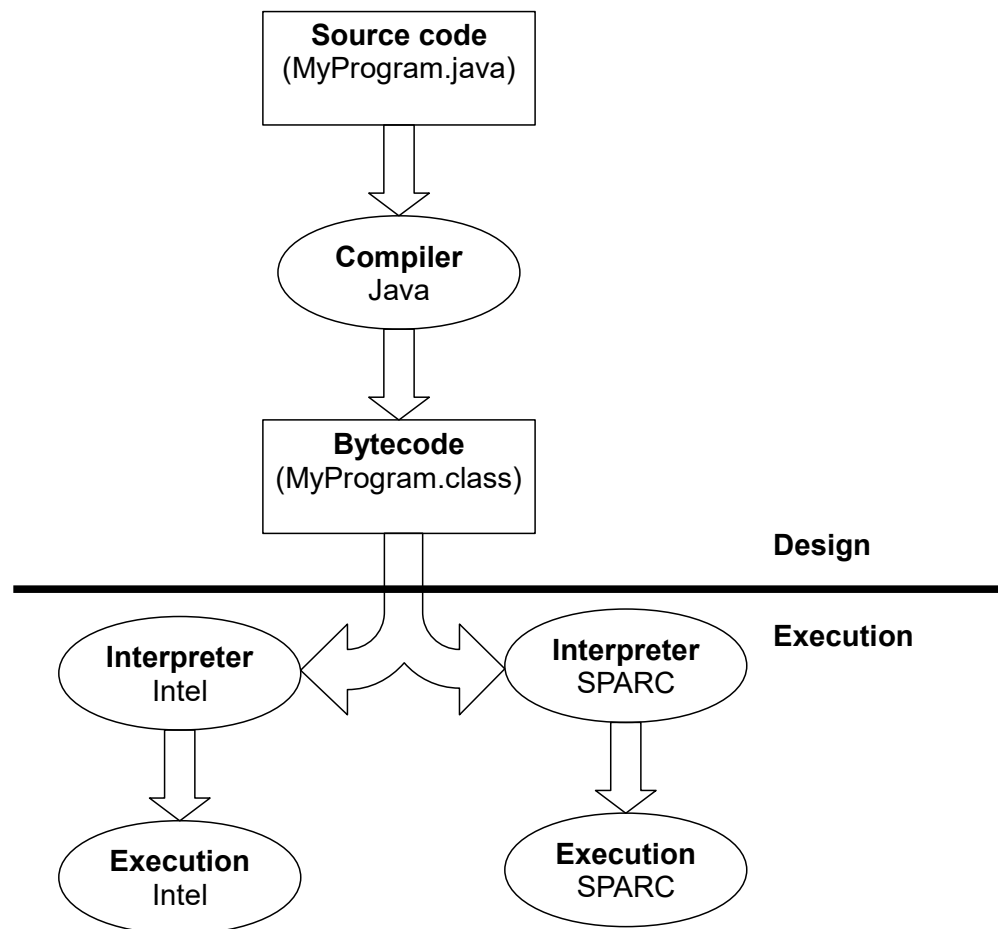 Source code
(MyProgram.java)
Compiler
Java
Bytecode
(MyProgram.class)
Design
Execution
Interpreter
Intel
Interpreter
SPARC
Execution
Intel
Execution
SPARC